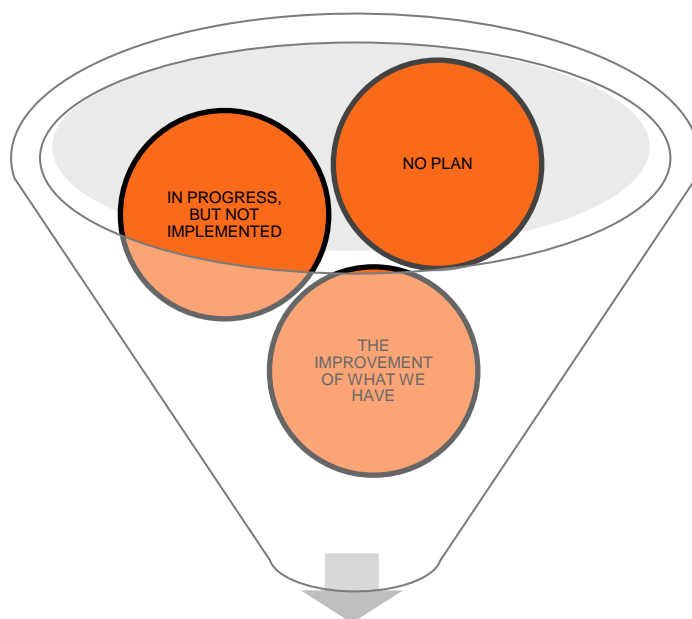 NO PLAN
IN PROGRESS,
BUT NOT
IMPLEMENTED
THE
IMPROVEMENT
OF WHAT WE
HAVE